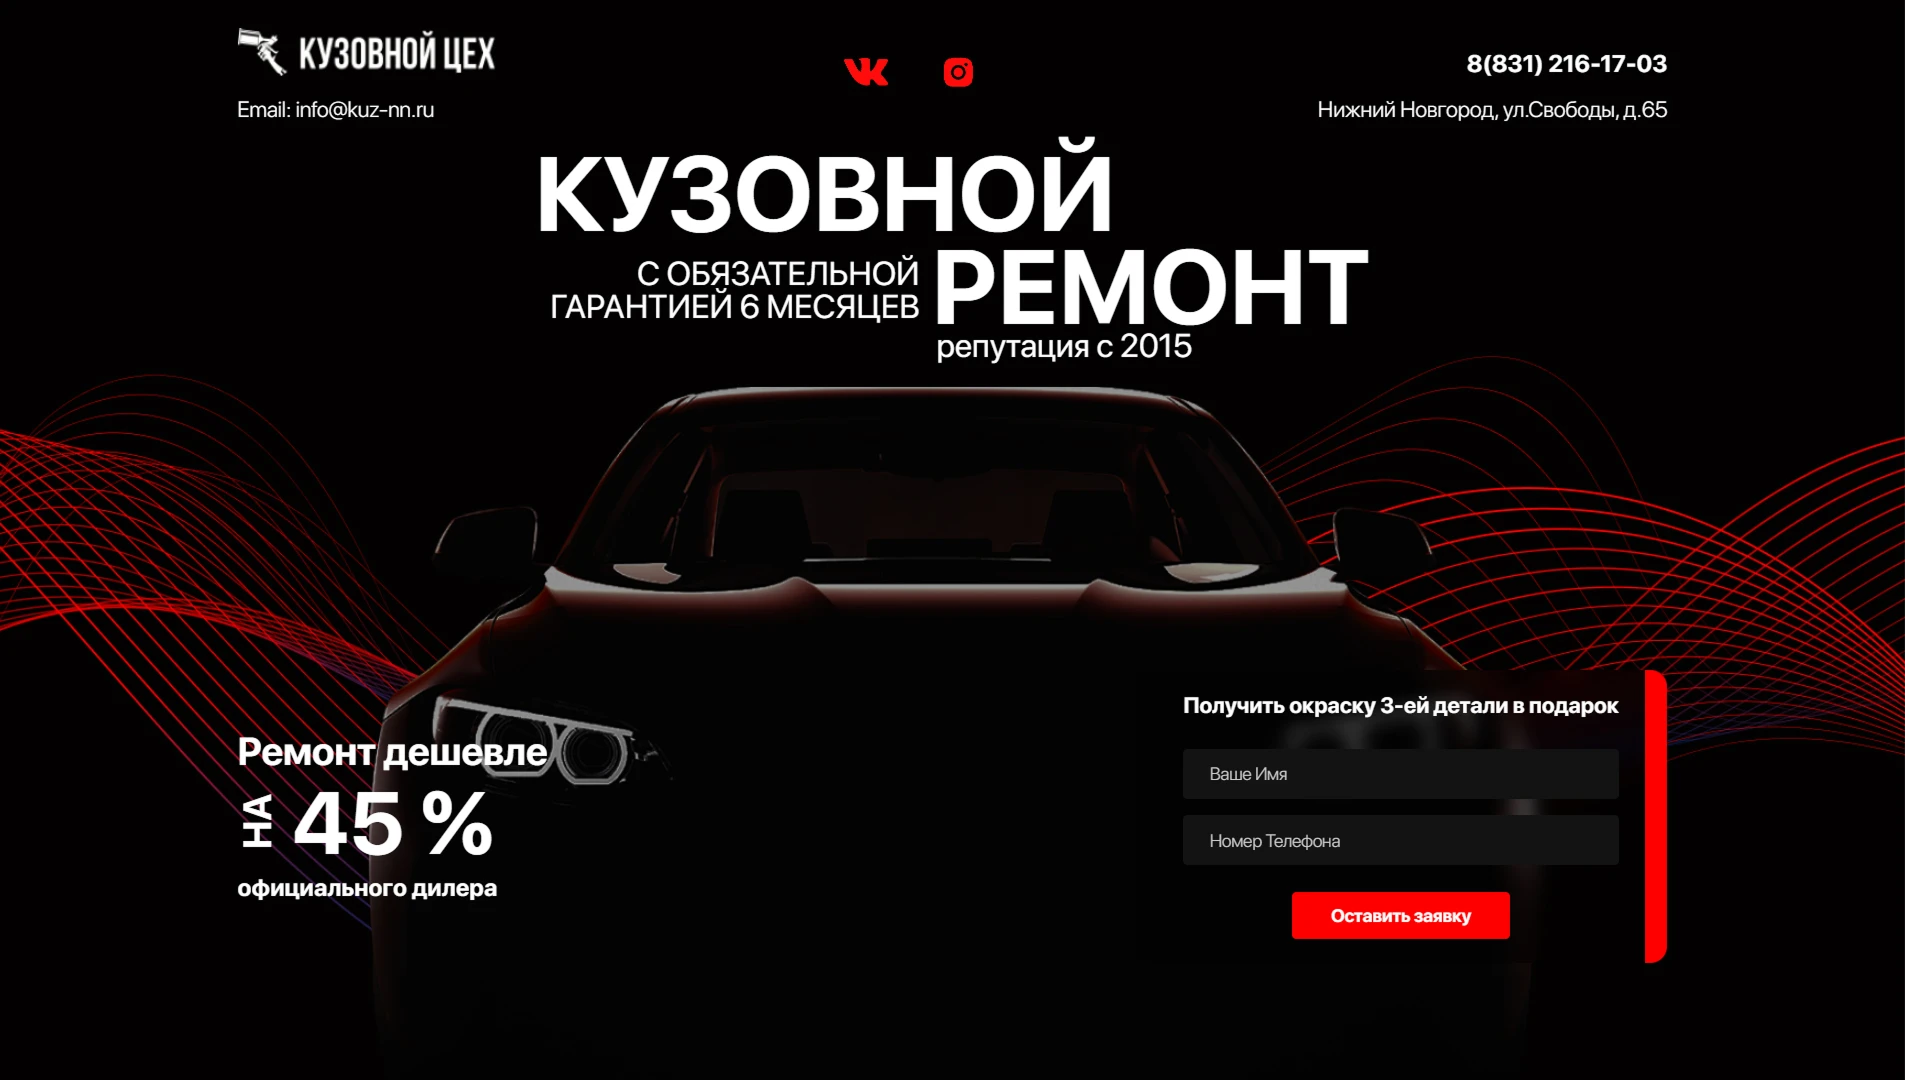 КУЗОВНОЙ ЦЕХ
8(831) 216-17-03
Email: info@kuz-nn.ru
Нижний Новгород, ул.Свободы, д.65
КУЗОВНОЙ
С ОБЯЗАТЕЛЬНОЙ
ГАРАНТИЕЙ 6 МЕСЯЦЕВ
РЕМОНТ
репутация с 2015
Ремонт дешевле
НА 45 %
официального дилера
Получить окраску 3-ей детали в подарок
Ваше Имя
Номер Телефона
Оставить заявку